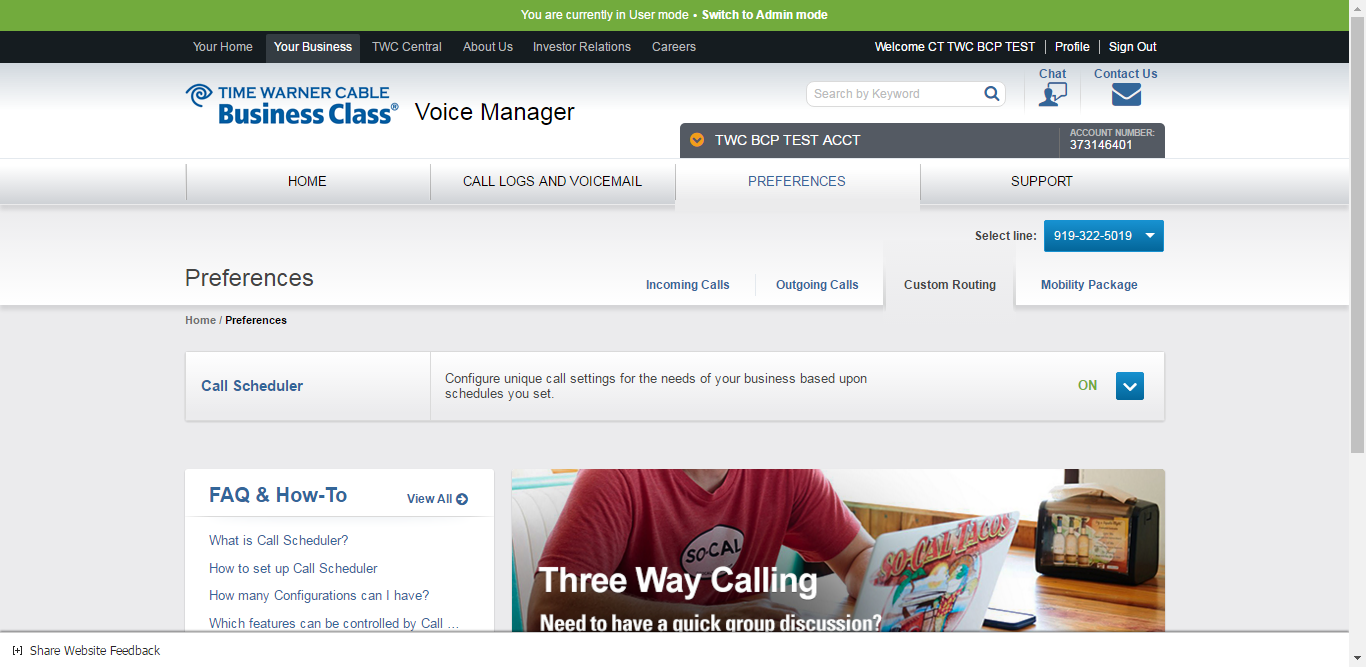 You are currently in User mode • Switch to Admin mode
Your Home Your Business TWC Central About Us Investor Relations Careers Welcome CT TWC BCP TEST Profile Sign Out
TIME WARNER CABLE
Business Class® Voice Manager
Search by Keyword
Chat Contact Us
TWC BCP TEST ACCT
ACCOUNT NUMBER:
373146401
HOME CALL LOGS AND VOICEMAIL PREFERENCES SUPPORT
Select line: 919-322-5019
Preferences
Incoming Calls Outgoing Calls Custom Routing Mobility Package
Home / Preferences
Call Scheduler
Configure unique call settings for the needs of your business based upon
schedules you set.
ON
FAQ & How-To View All
What is Call Scheduler?
How to set up Call Scheduler
How many Configurations can I have?
Which features can be controlled by Call ...
SO-CAL
SO-CAL TACOS
Three Way Calling
Need to have a quick group discussion?
[+] Share Website Feedback